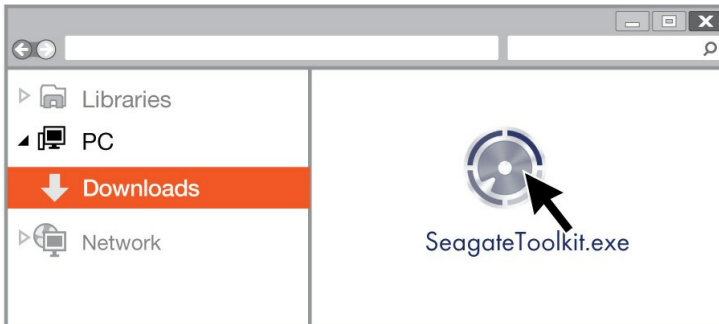 Libraries
PC
Downloads
Network
SeagateToolkit.exe